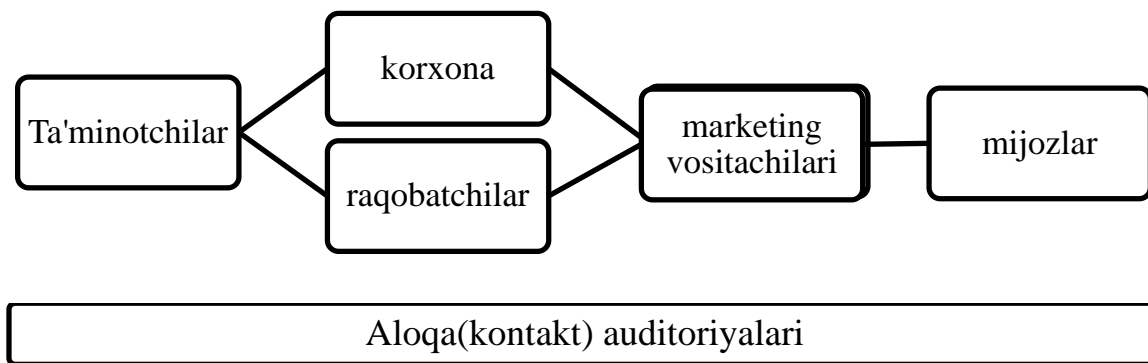 Ta'minotchilar
korxona
raqobatchilar
marketing
vositachilari
mijozlar
Aloqa(kontakt) auditoriyalari